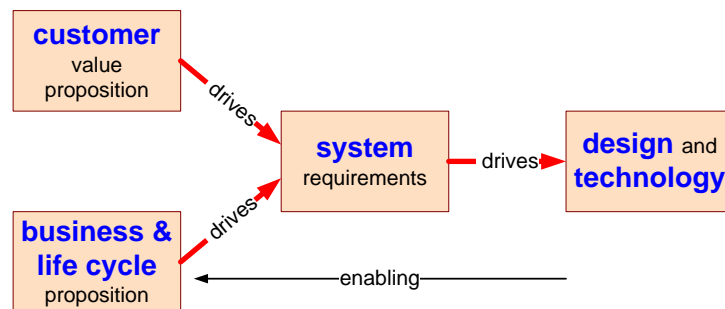 customer
value
proposition
drives
system
requirements
drives
design and
technology
drives
business &
life cycle
proposition
enabling